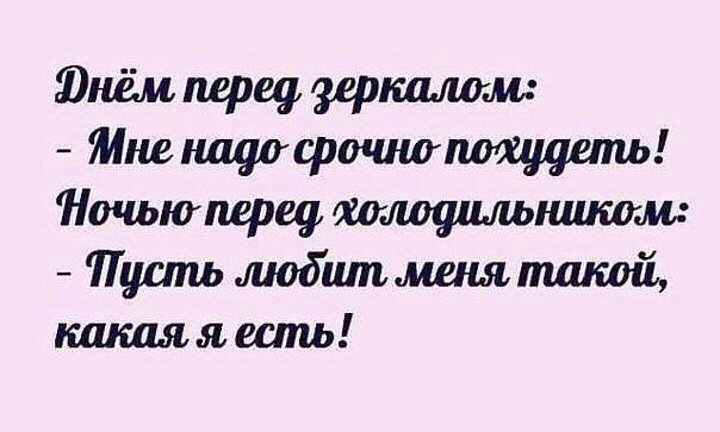 Днём перед зеркалом:
- Мне надо срочно похудеть!
Ночью перед холодильником:
- Пусть любит меня такой,
какая я есть!